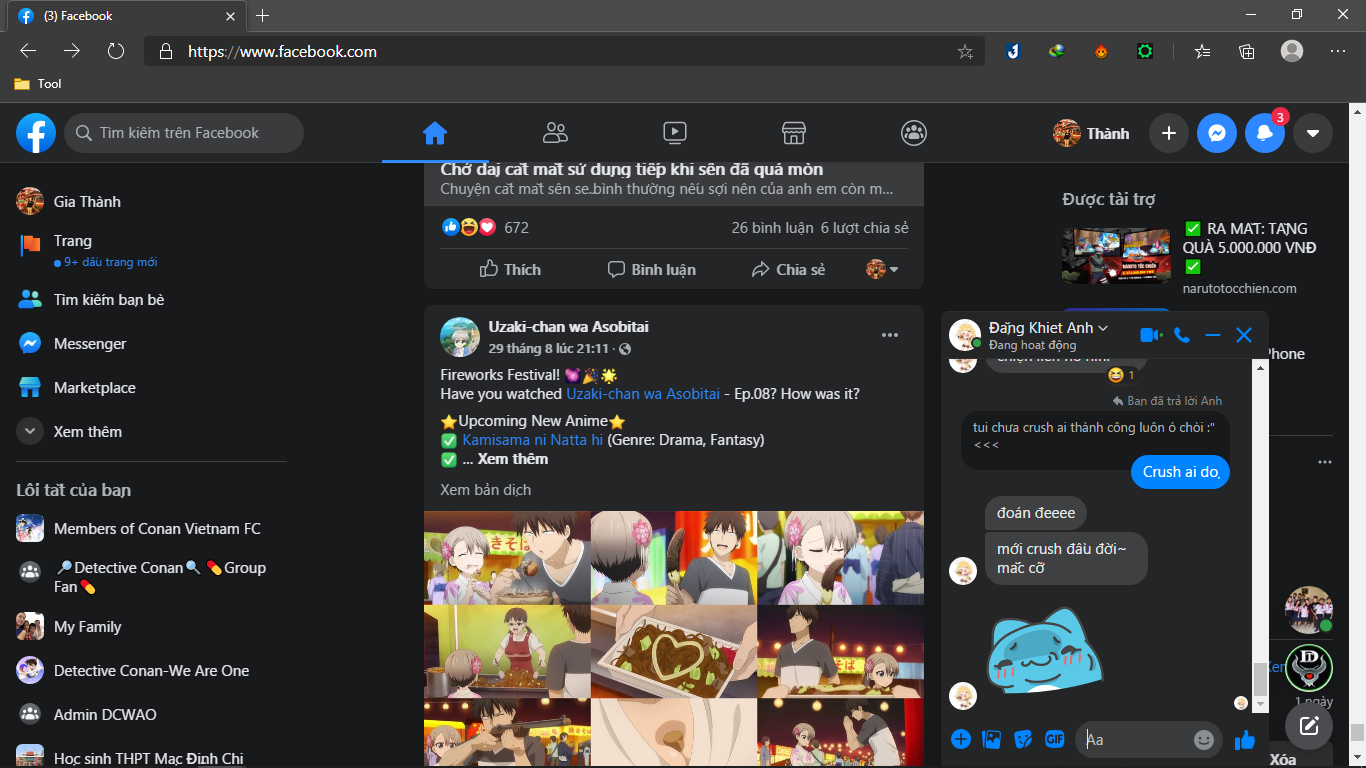 (3) Facebook
https://www.facebook.com
Tool
Tìm kiếm trên Facebook
Thành
3
Gia Thành
Trang
9+ dấu trang mới
Tìm kiếm bạn bè
Messenger
Marketplace
Xem thêm
Lối tắt của bạn
Members of Conan Vietnam FC
🔎Detective Conan🔍 💊Group
Fan💊
My Family
Detective Conan-We Are One
Admin DCWAO
Học sinh THPT Mạc Đĩnh Chi
Chớ dại cắt mắt sử dụng tiếp khi sên đã quá mòn
Chuyện cắt mắt sên se..bình thường nếu sợi nên của anh em còn m...
672
26 bình luận 6 lượt chia sẻ
Thích
Bình luận
Chia sẻ
Uzaki-chan wa Asobitai
29 tháng 8 lúc 21:11 ·
Fireworks Festival! 💓🎉🌟
Have you watched Uzaki-chan wa Asobitai - Ep.08? How was it?
⭐Upcoming New Anime⭐
✅ Kamisama ni Natta hi (Genre: Drama, Fantasy)
✅ ... Xem thêm
Xem bản dịch
Được tài trợ
✅ RA MẮT: TẶNG
QUÀ 5.000.000 VNĐ
✅
narutotocchien.com
Phone
Đặng Khiet Anh
Đang hoạt động
😆 1
Bạn đã trả lời Anh
tui chưa crush ai thành công luôn ó chòi :"
<<<
Crush ai dọ
đoán đeeee
mới crush đâu đời~
mắc cỡ
GIF
Aa
1 ngày
Xóa